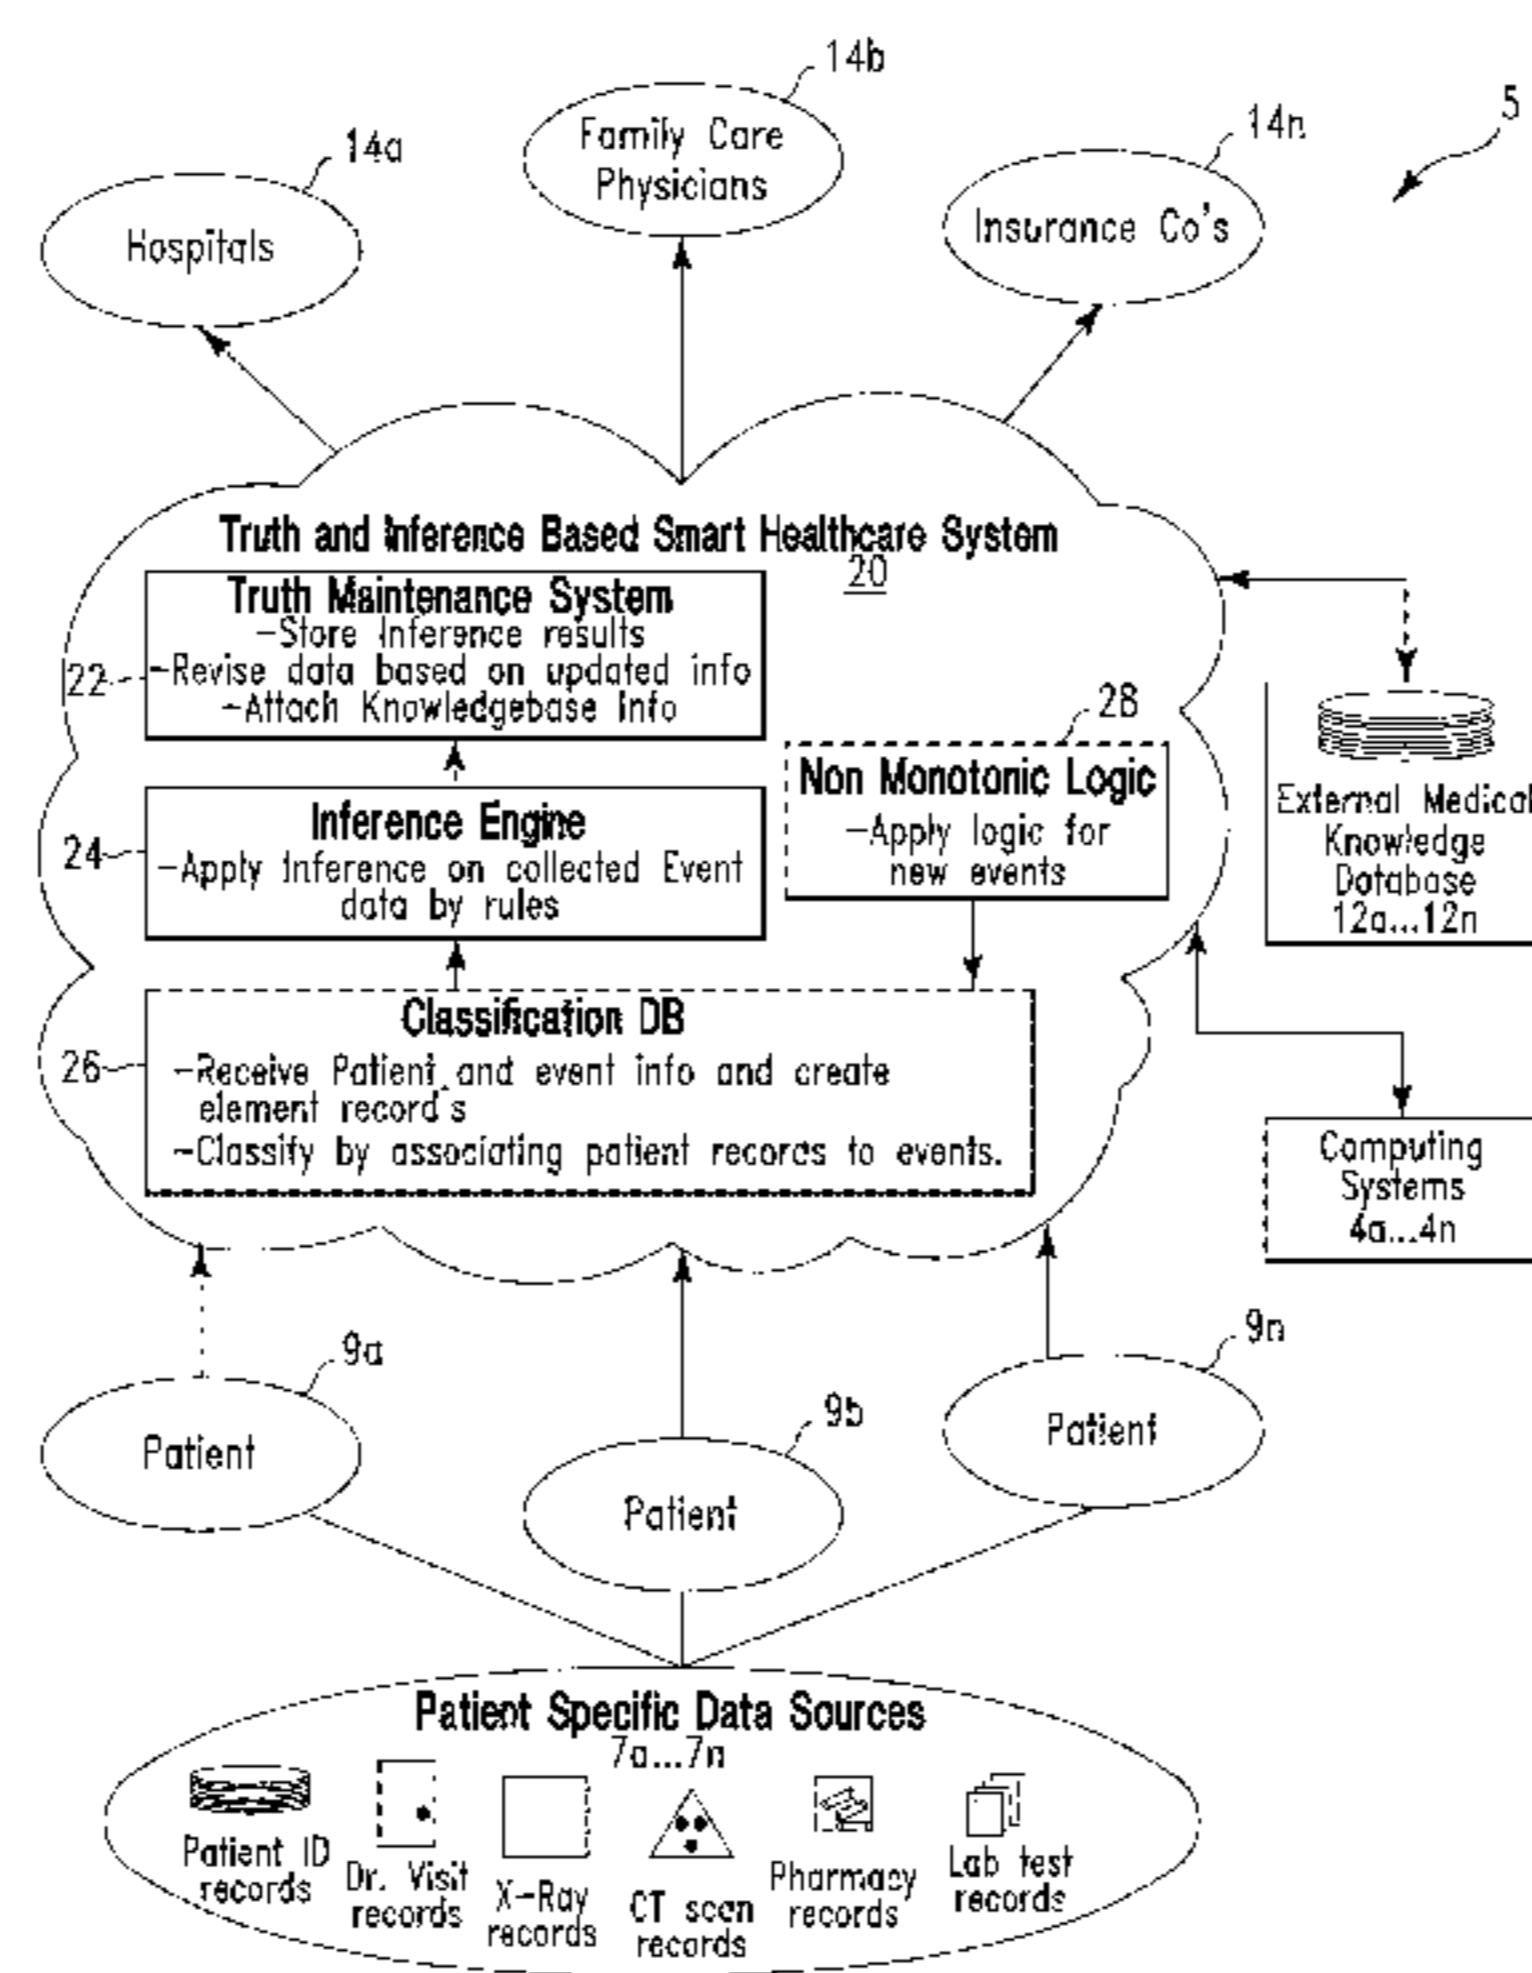 14b
5
Family Care
Physicians
14n
14a
Insurance Co's
Hospitals
Truth and Inference Based Smart Healthcare System
20
Truth Maintenance System
-Store Inference results
-Revise data based on updated info
-Attach Knowledgebase Info
22
28
Non Monotonic Logic
-Apply logic for
new events
Inference Engine
-Apply Inference on collected Event
data by rules
24
External Medical
Knowledge
Database
12a...12n
Classification DB
-Receive Patient and event info and create
element record's
-Classify by associating patient records to events.
26
Computing
Systems
4a...4n
9a
9n
9b
Patient
Patient
Patient
Patient Specific Data Sources
7a...7n
Patient ID
records
Dr. Visit
records
X-Ray
records
CT scan
records
Pharmacy
records
Lab test
records